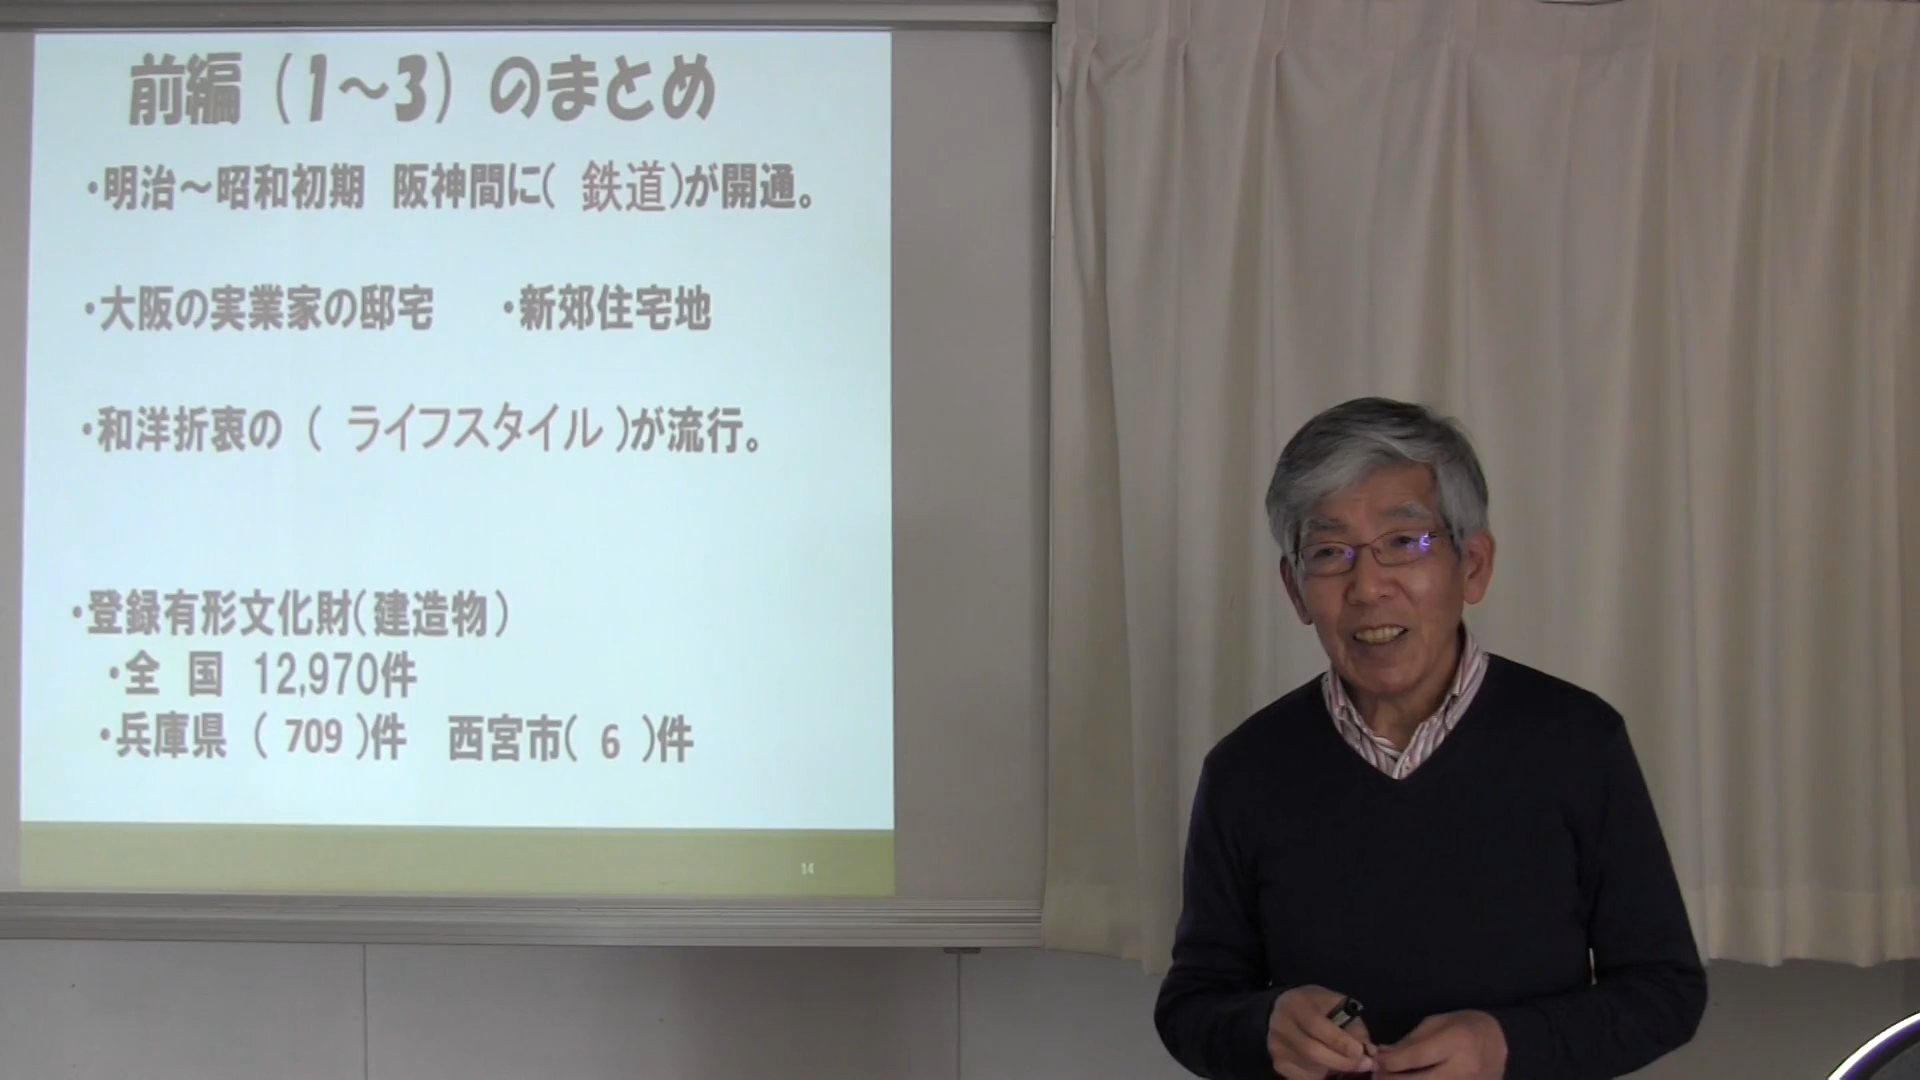 前編（1～3）のまとめ
・明治～昭和初期　阪神間に(　鉄道)が開通。
・大阪の実業家の邸宅　　・新郊住宅地
・和洋折衷の（　ライフスタイル )が流行。
・登録有形文化財(建造物)
・全　国　12,970件
・兵庫県（ 709 )件　西宮市( 6 )件
14